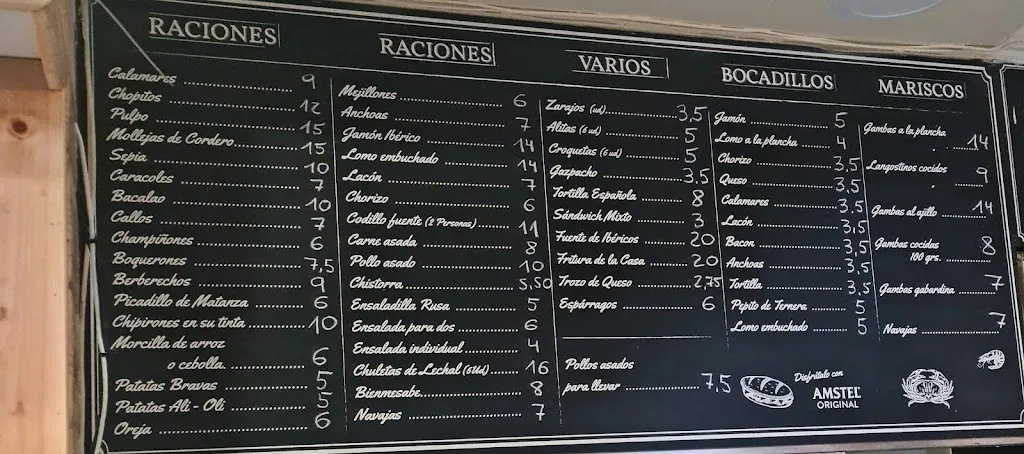 RACIONES
Calamares 9
Chopitos 12
Pulpo 15
Mollejas de Cordero 15
Sepia 10
Caracoles 7
Bacalao 10
Callos 7
Champiñones 6
Boquerones 7,5
Berberechos 9
Picadillo de Matanza 6
Chipirones en su tinta 10
Morcilla de arroz
o cebolla. 6
Patatas Bravas 5
Patatas Ali - Oli 5
Oreja 6
RACIONES
Mejillones 6
Anchoas 7
Jamón Ibérico 14
Lomo embuchado 14
Lacón 7
Chorizo 6
Codillo fuente (2 Personas) 11
Carne asada 8
Pollo asado 10
Chistorra 5,50
Ensaladilla Rusa 5
Ensalada para dos 6
Ensalada individual 4
Chuletas de Lechal (6Ud) 16
Bienmesabe 8
Navajas 7
VARIOS
Zarajos (ud) 3,5
Alitas (6 ud) 5
Croquetas (6 ud) 5
Gazpacho 3,5
Tortilla Española 8
Sándwich Mixto 3
Fuente de Ibéricos 20
Fritura de la Casa 20
Trozo de Queso 2,75
Espárragos 6
Pollos asados
para llevar 7,5
BOCADILLOS
Jamón 5
Lomo a la plancha 4
Chorizo 3,5
Queso 3,5
Calamares 3,5
Lacón 3,5
Bacon 3,5
Anchoas 3,5
Tortilla 3,5
Pepito de Ternera 5
Lomo embuchado 5
Disfrútalo con
AMSTEL
ORIGINAL
MARISCOS
Gambas a la plancha
" 14
Langostinos cocidos
" 9
Gambas al ajillo 14
Gambas cocidas 8
100 grs.
Gambas gabardina 7
Navajas 7